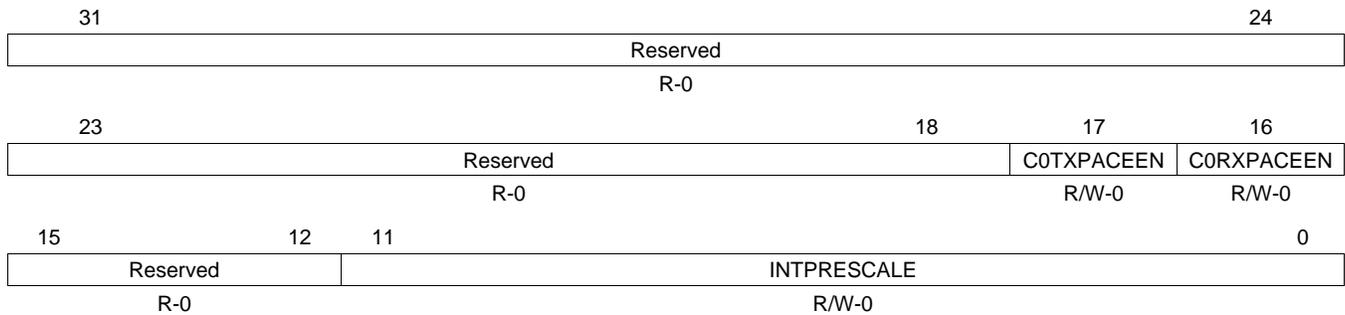 31 24
Reserved
R-0
23 18 17 16
Reserved C0TXPACEEN C0RXPACEEN
R-0 R/W-0 R/W-0
15 12 11 0
Reserved INTPRESCALE
R-0 R/W-0